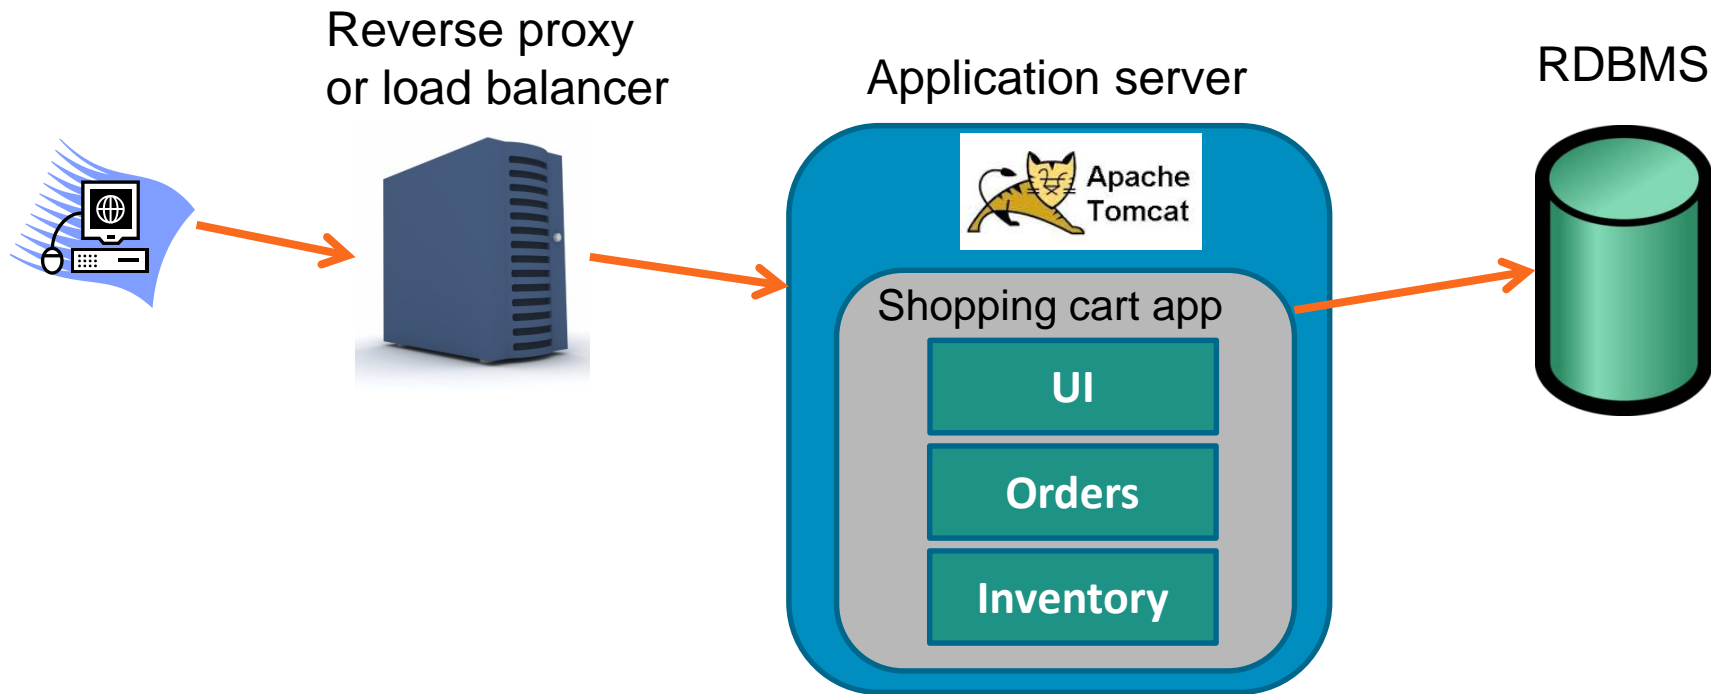 Reverse proxy
or load balancer
Application server
RDBMS
Apache
Tomcat
Shopping cart app
UI
Orders
Inventory